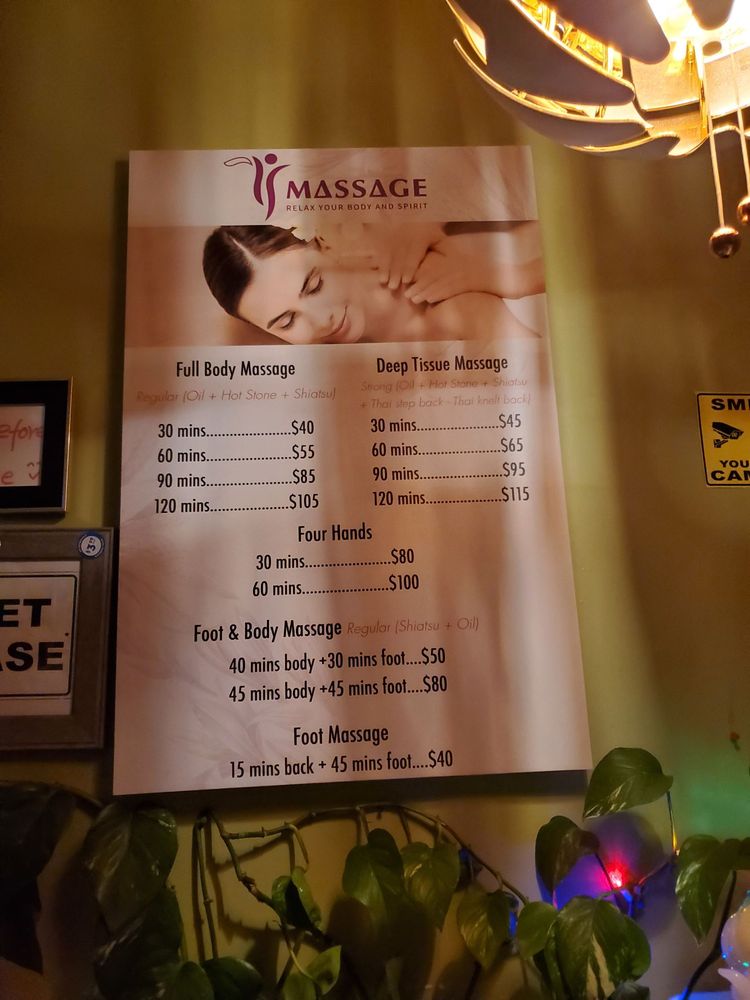 MASSAGE
RELAX YOUR BODY AND SPIRIT
Full Body Massage
Regular (Oil + Hot Stone + Shiatsu)
30 mins......................$40
60 mins.....................$55
90 mins.....................$85
120 mins....................$105
Deep Tissue Massage
Strong (Oil + Hot Stone + Shiatsu
+ Thai step back - Thai knelt back)
30 mins.....................$45
60 mins.....................$65
90 mins.....................$95
120 mins...................$115
Four Hands
30 mins......................$80
60 mins......................$100
Foot & Body Massage Regular (Shiatsu + Oil)
40 mins body +30 mins foot....$50
45 mins body +45 mins foot....$80
Foot Massage
15 mins back + 45 mins foot....$40
efore
e
$3
ET
ASE
SMI
YOU
CAM